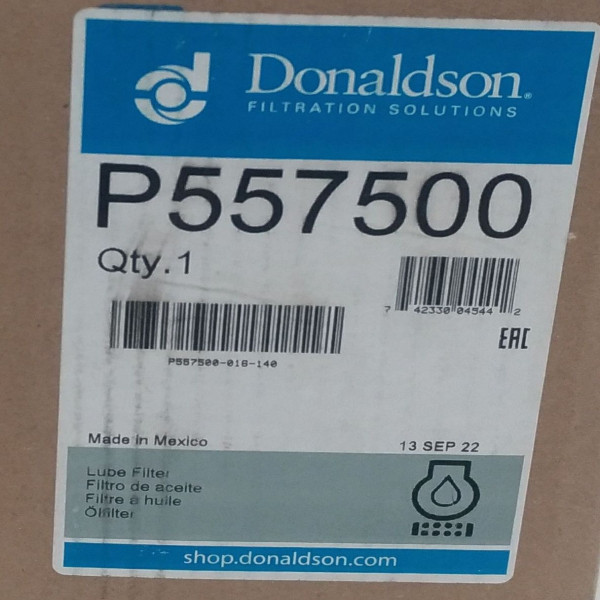 Donaldson®
FILTRATION SOLUTIONS
P557500
Qty.1
7 42330 04544 2
EAC
P557500-018-140
Made in Mexico
13 SEP 22
Lube Filter
Filtro de aceite
Filtre à huile
Ölfilter
shop.donaldson.com